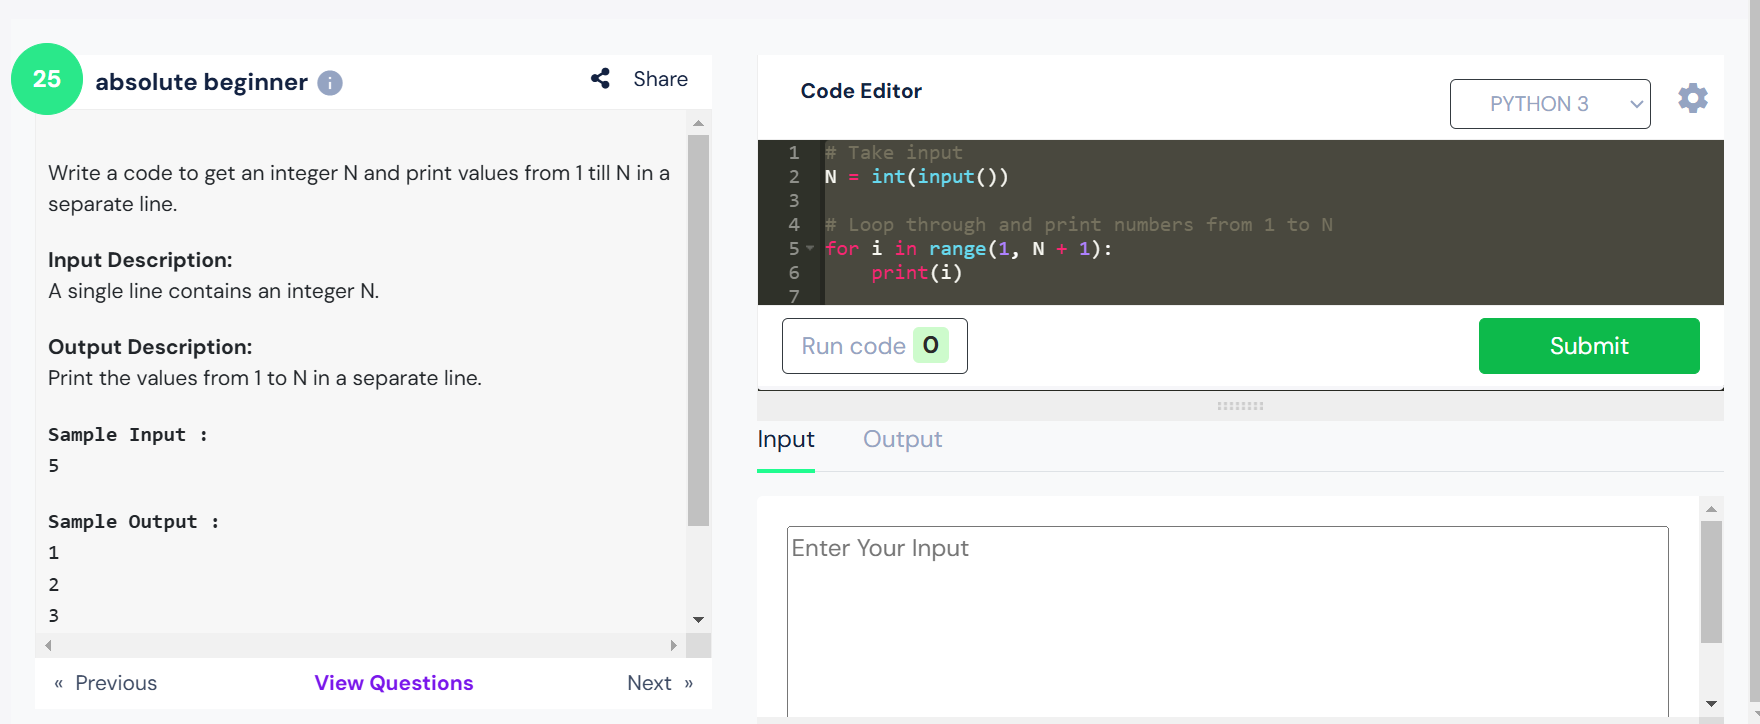 25
absolute beginner
Share
Write a code to get an integer N and print values from 1 till N in a
separate line.
Input Description:
A single line contains an integer N.
Output Description:
Print the values from 1 to N in a separate line.
Sample Input :
5
Sample Output :
1
2
3
« Previous
View Questions
Next »
Code Editor
PYTHON 3
1 # Take input
2 N = int(input())
3
4 # Loop through and print numbers from 1 to N
5 for i in range(1, N + 1):
6     print(i)
7
Run code 0
Submit
Input Output
Enter Your Input